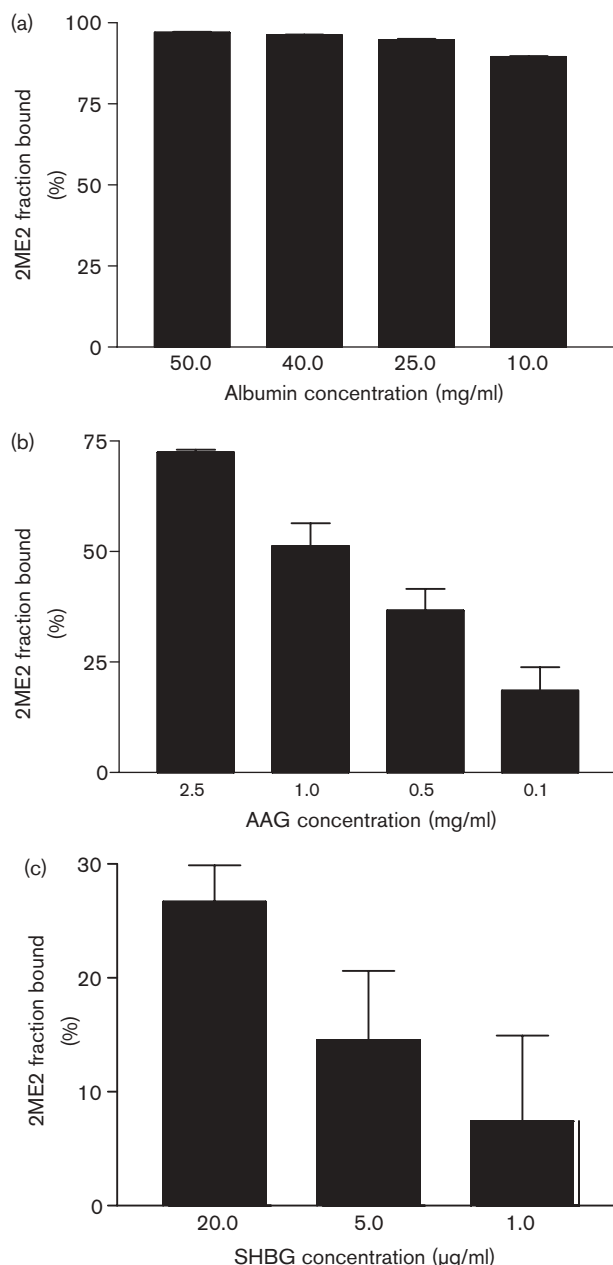 (a)
100
75
50
25
0
2ME2 fraction bound
(%)
50.0 40.0 25.0 10.0
Albumin concentration (mg/ml)
(b)
75
50
25
0
2ME2 fraction bound
(%)
2.5 1.0 0.5 0.1
AAG concentration (mg/ml)
(c)
30
20
10
0
2ME2 fraction bound
(%)
20.0 5.0 1.0
SHBG concentration (μg/ml)